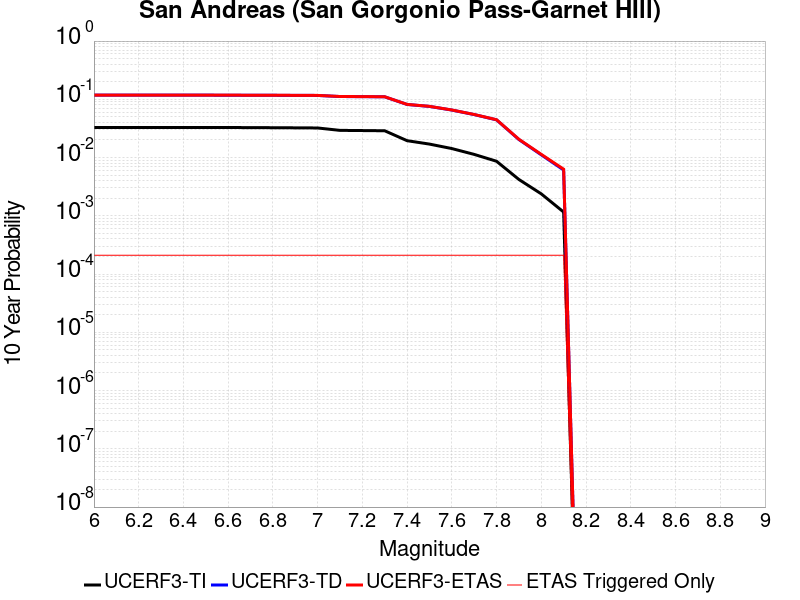 San Andreas (San Gorgonio Pass-Garnet HIll)
10 Year Probability
10^0
10^-1
10^-2
10^-3
10^-4
10^-5
10^-6
10^-7
10^-8
6 6.2 6.4 6.6 6.8 7 7.2 7.4 7.6 7.8 8 8.2 8.4 8.6 8.8 9
Magnitude
UCERF3-TI UCERF3-TD UCERF3-ETAS ETAS Triggered Only